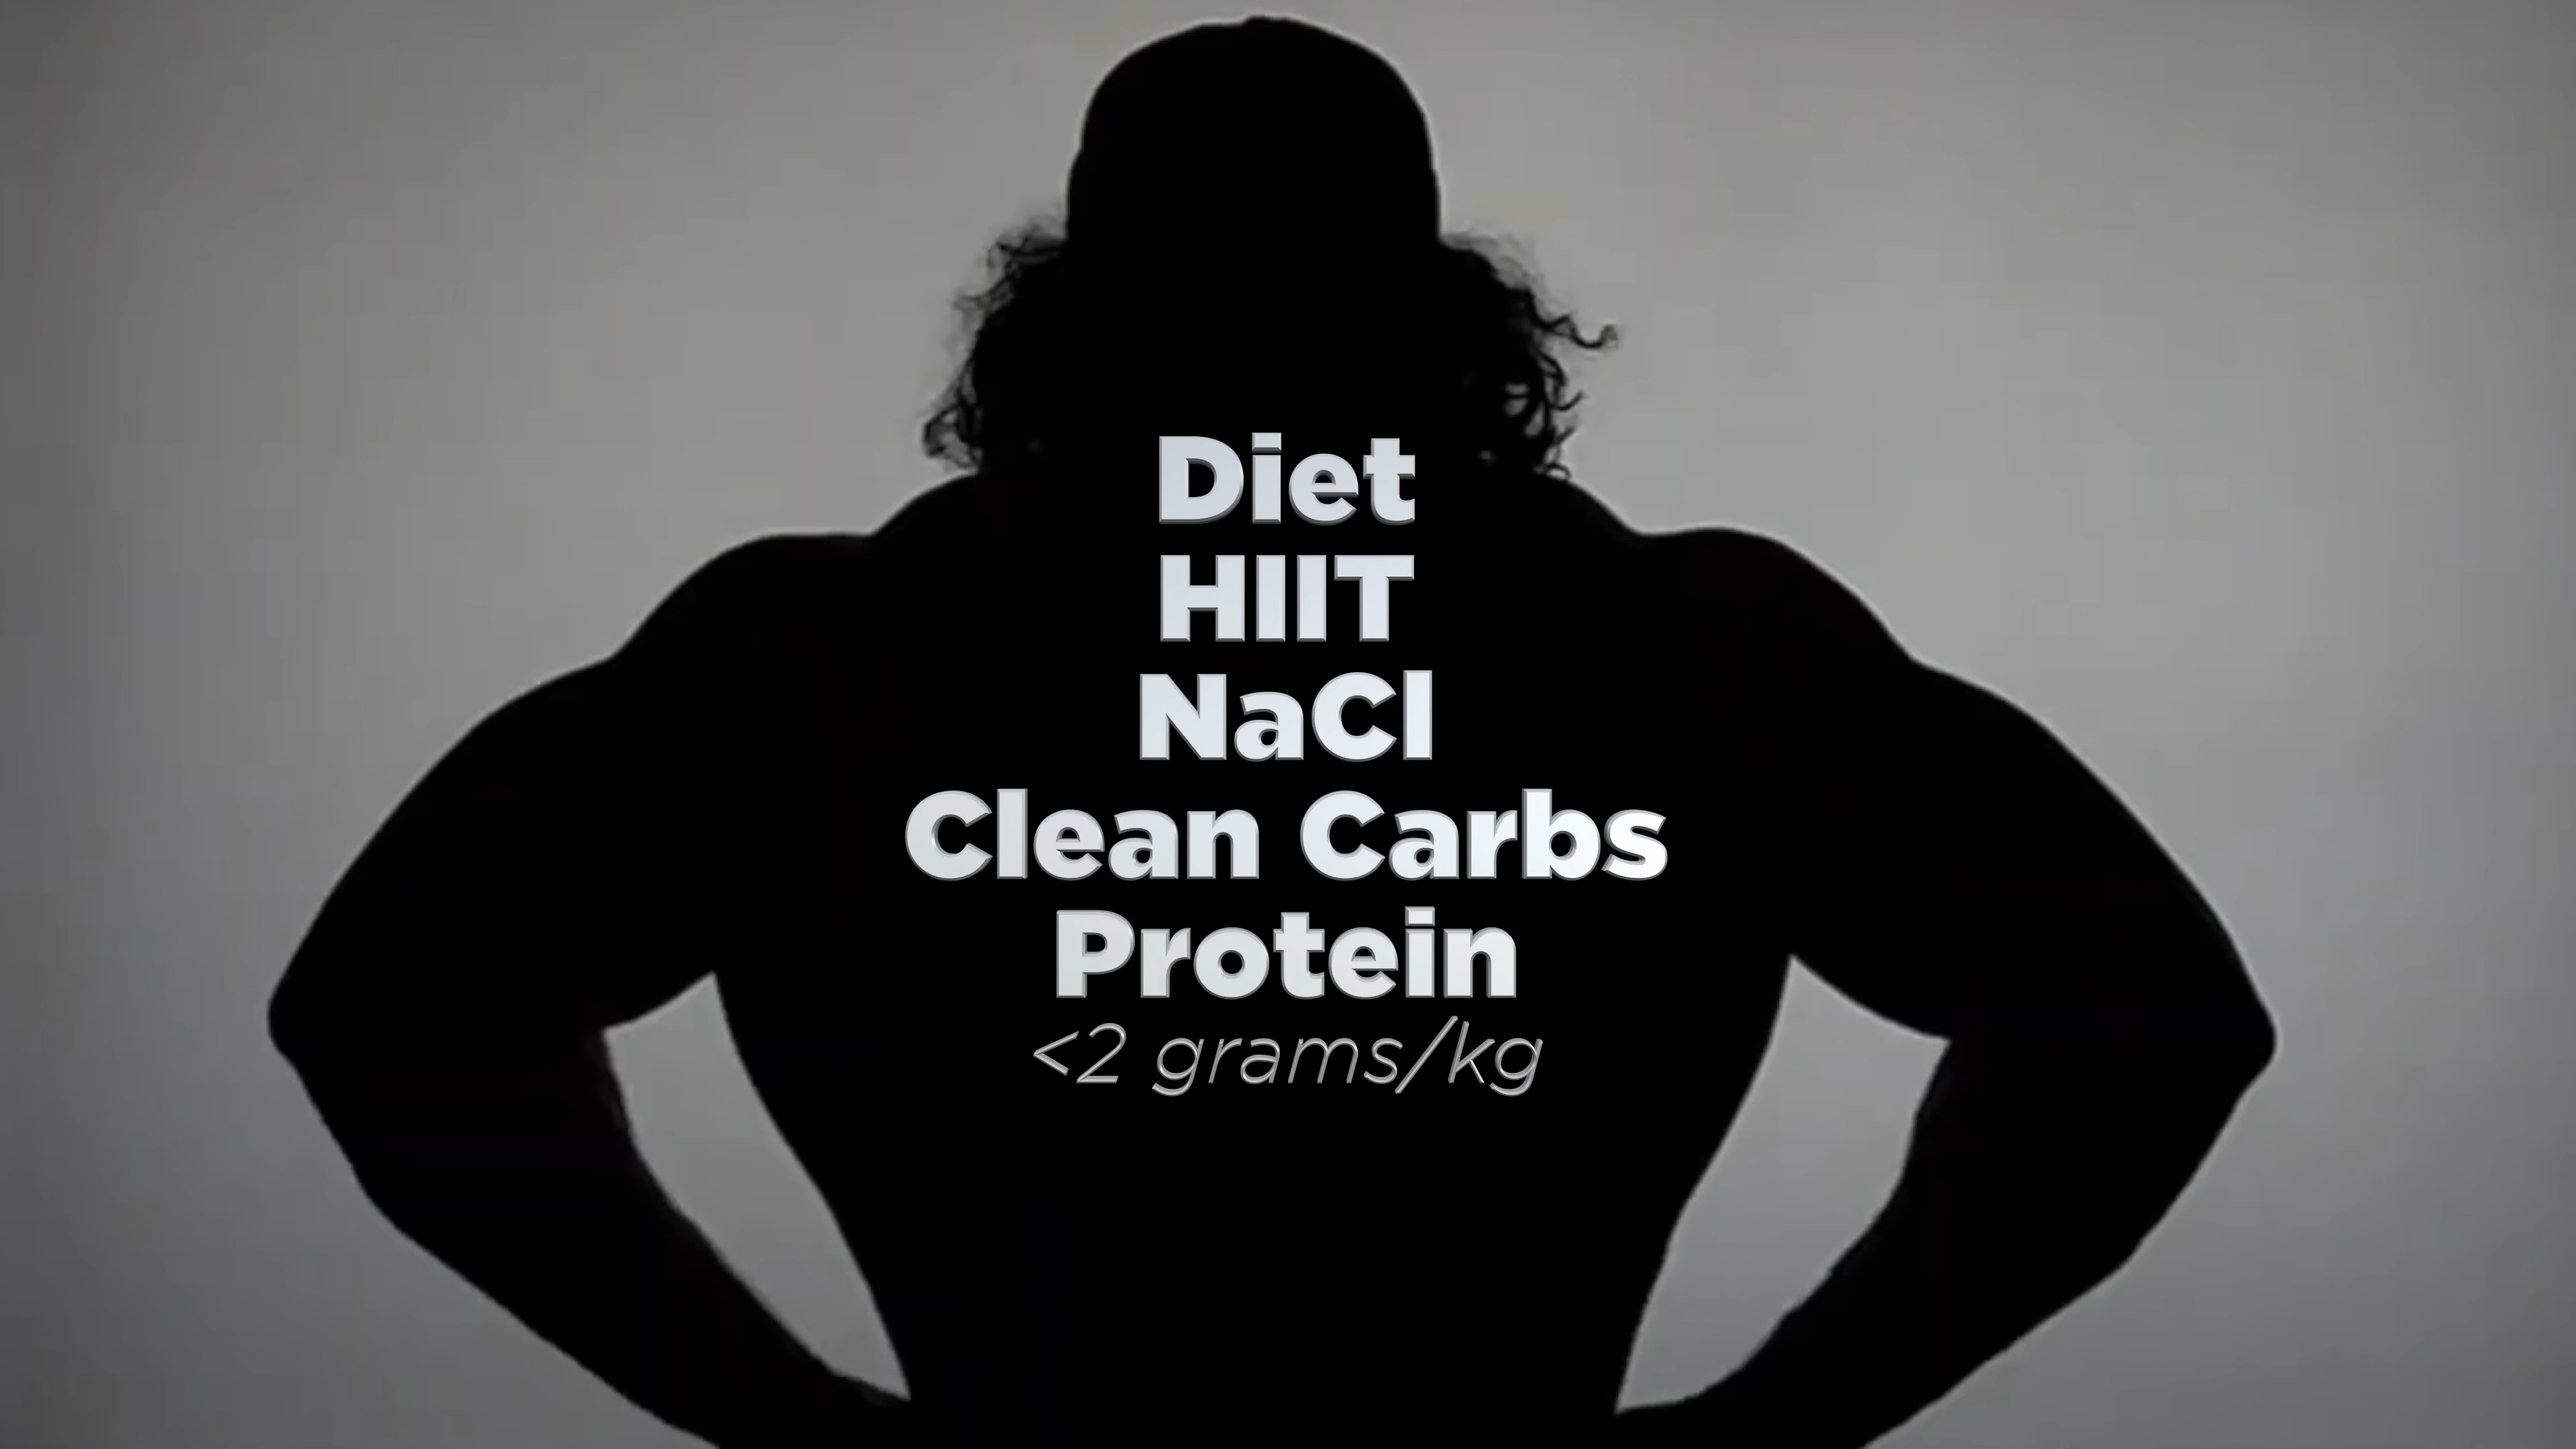 Diet
HIIT
NaCl
Clean Carbs
Protein
<2 grams/kg